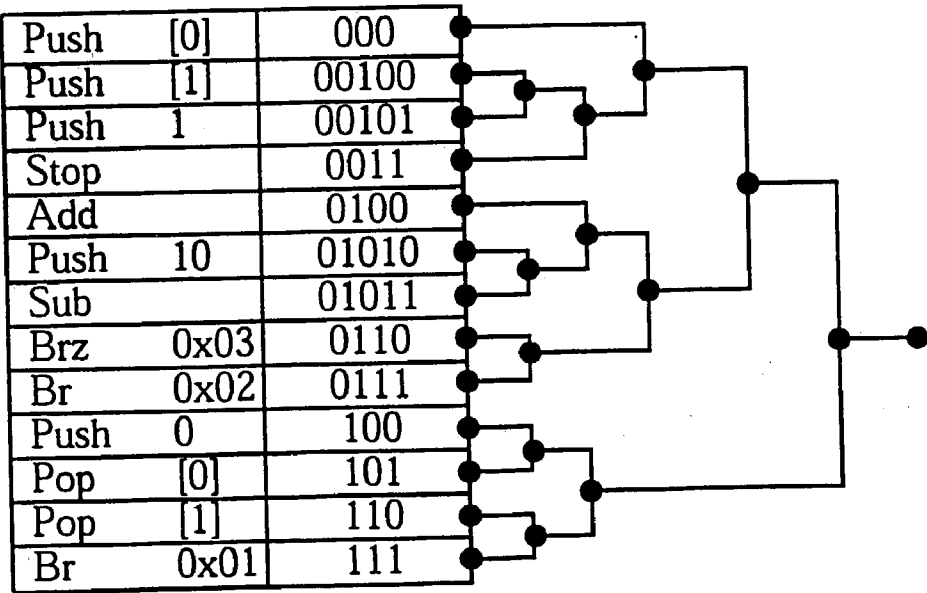 Push [0] 000
Push [1] 00100
Push 1 00101
Stop 0011
Add 0100
Push 10 01010
Sub 01011
Brz 0x03 0110
Br 0x02 0111
Push 0 100
Pop [0] 101
Pop [1] 110
Br 0x01 111